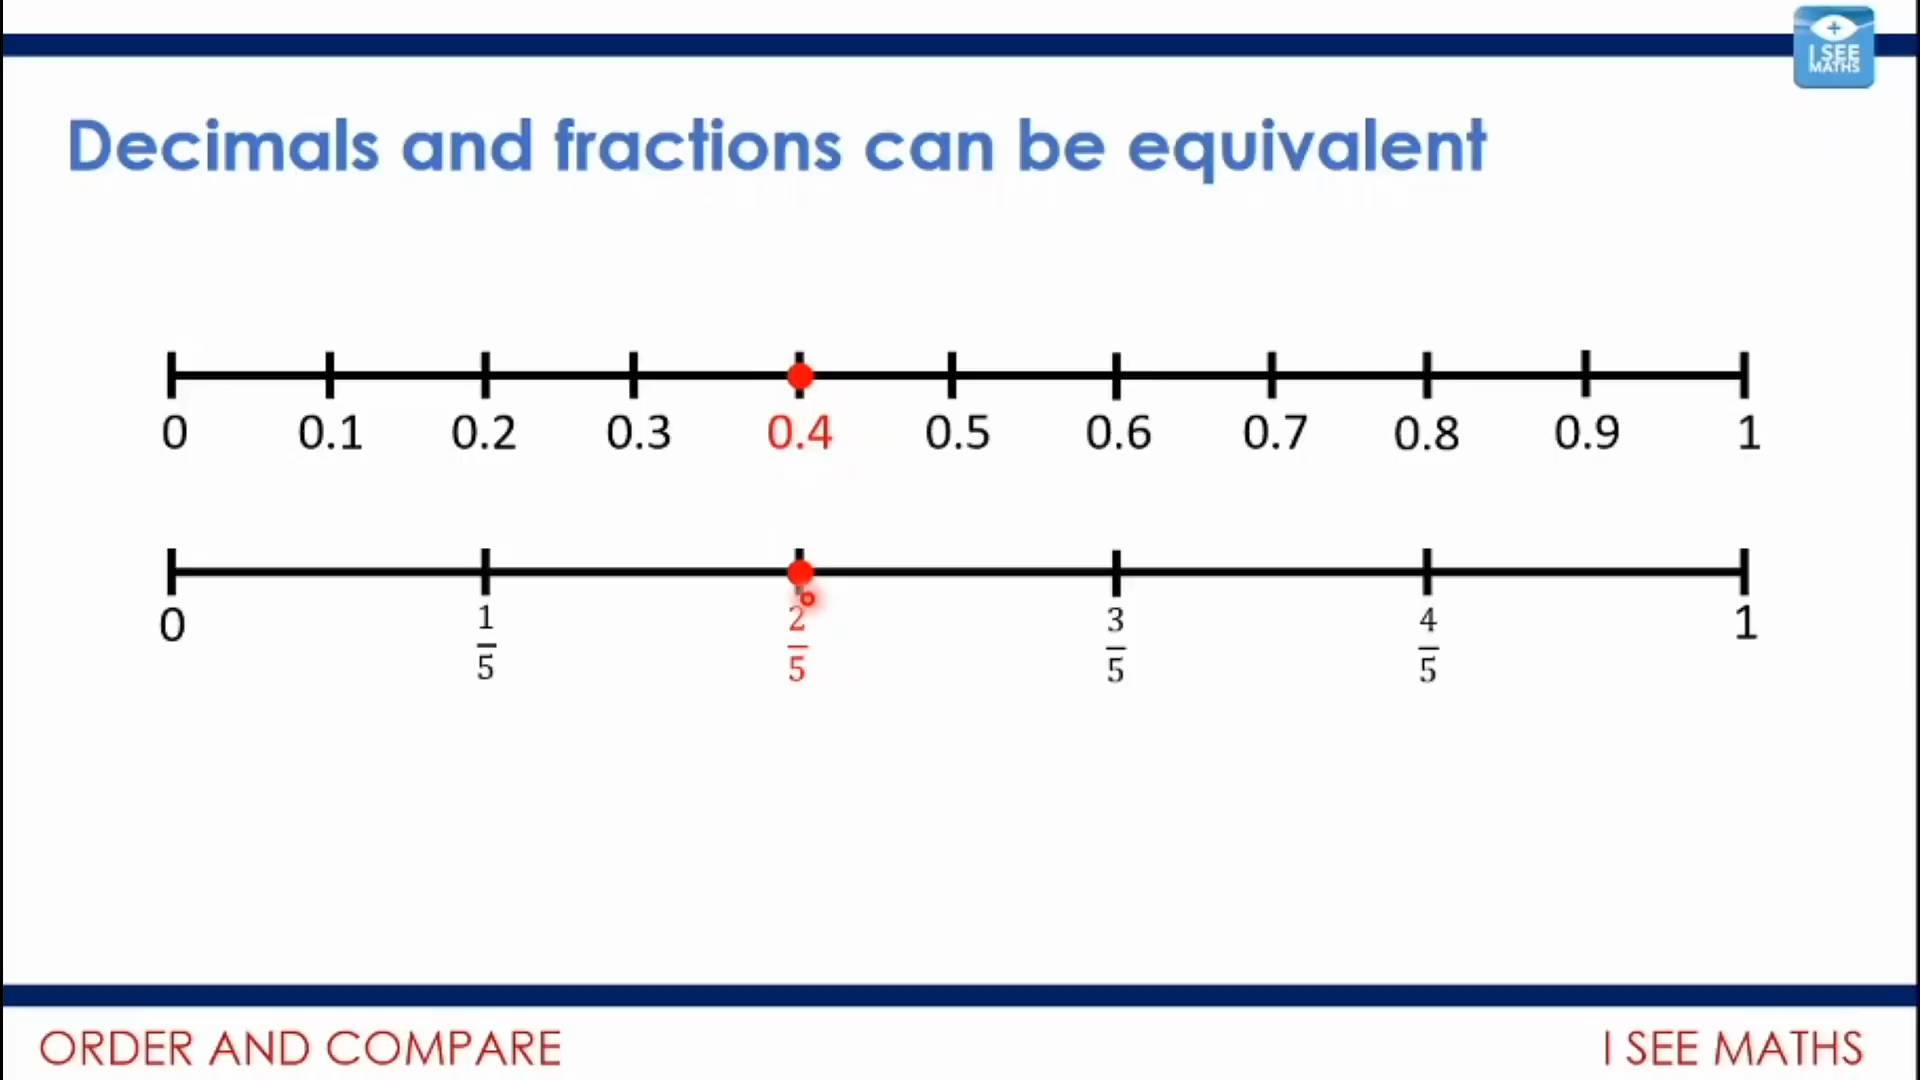 I SEE
MATHS
Decimals and fractions can be equivalent
0 0.1 0.2 0.3 0.4 0.5 0.6 0.7 0.8 0.9 1
0 1/5 2/5 3/5 4/5 1
ORDER AND COMPARE I SEE MATHS